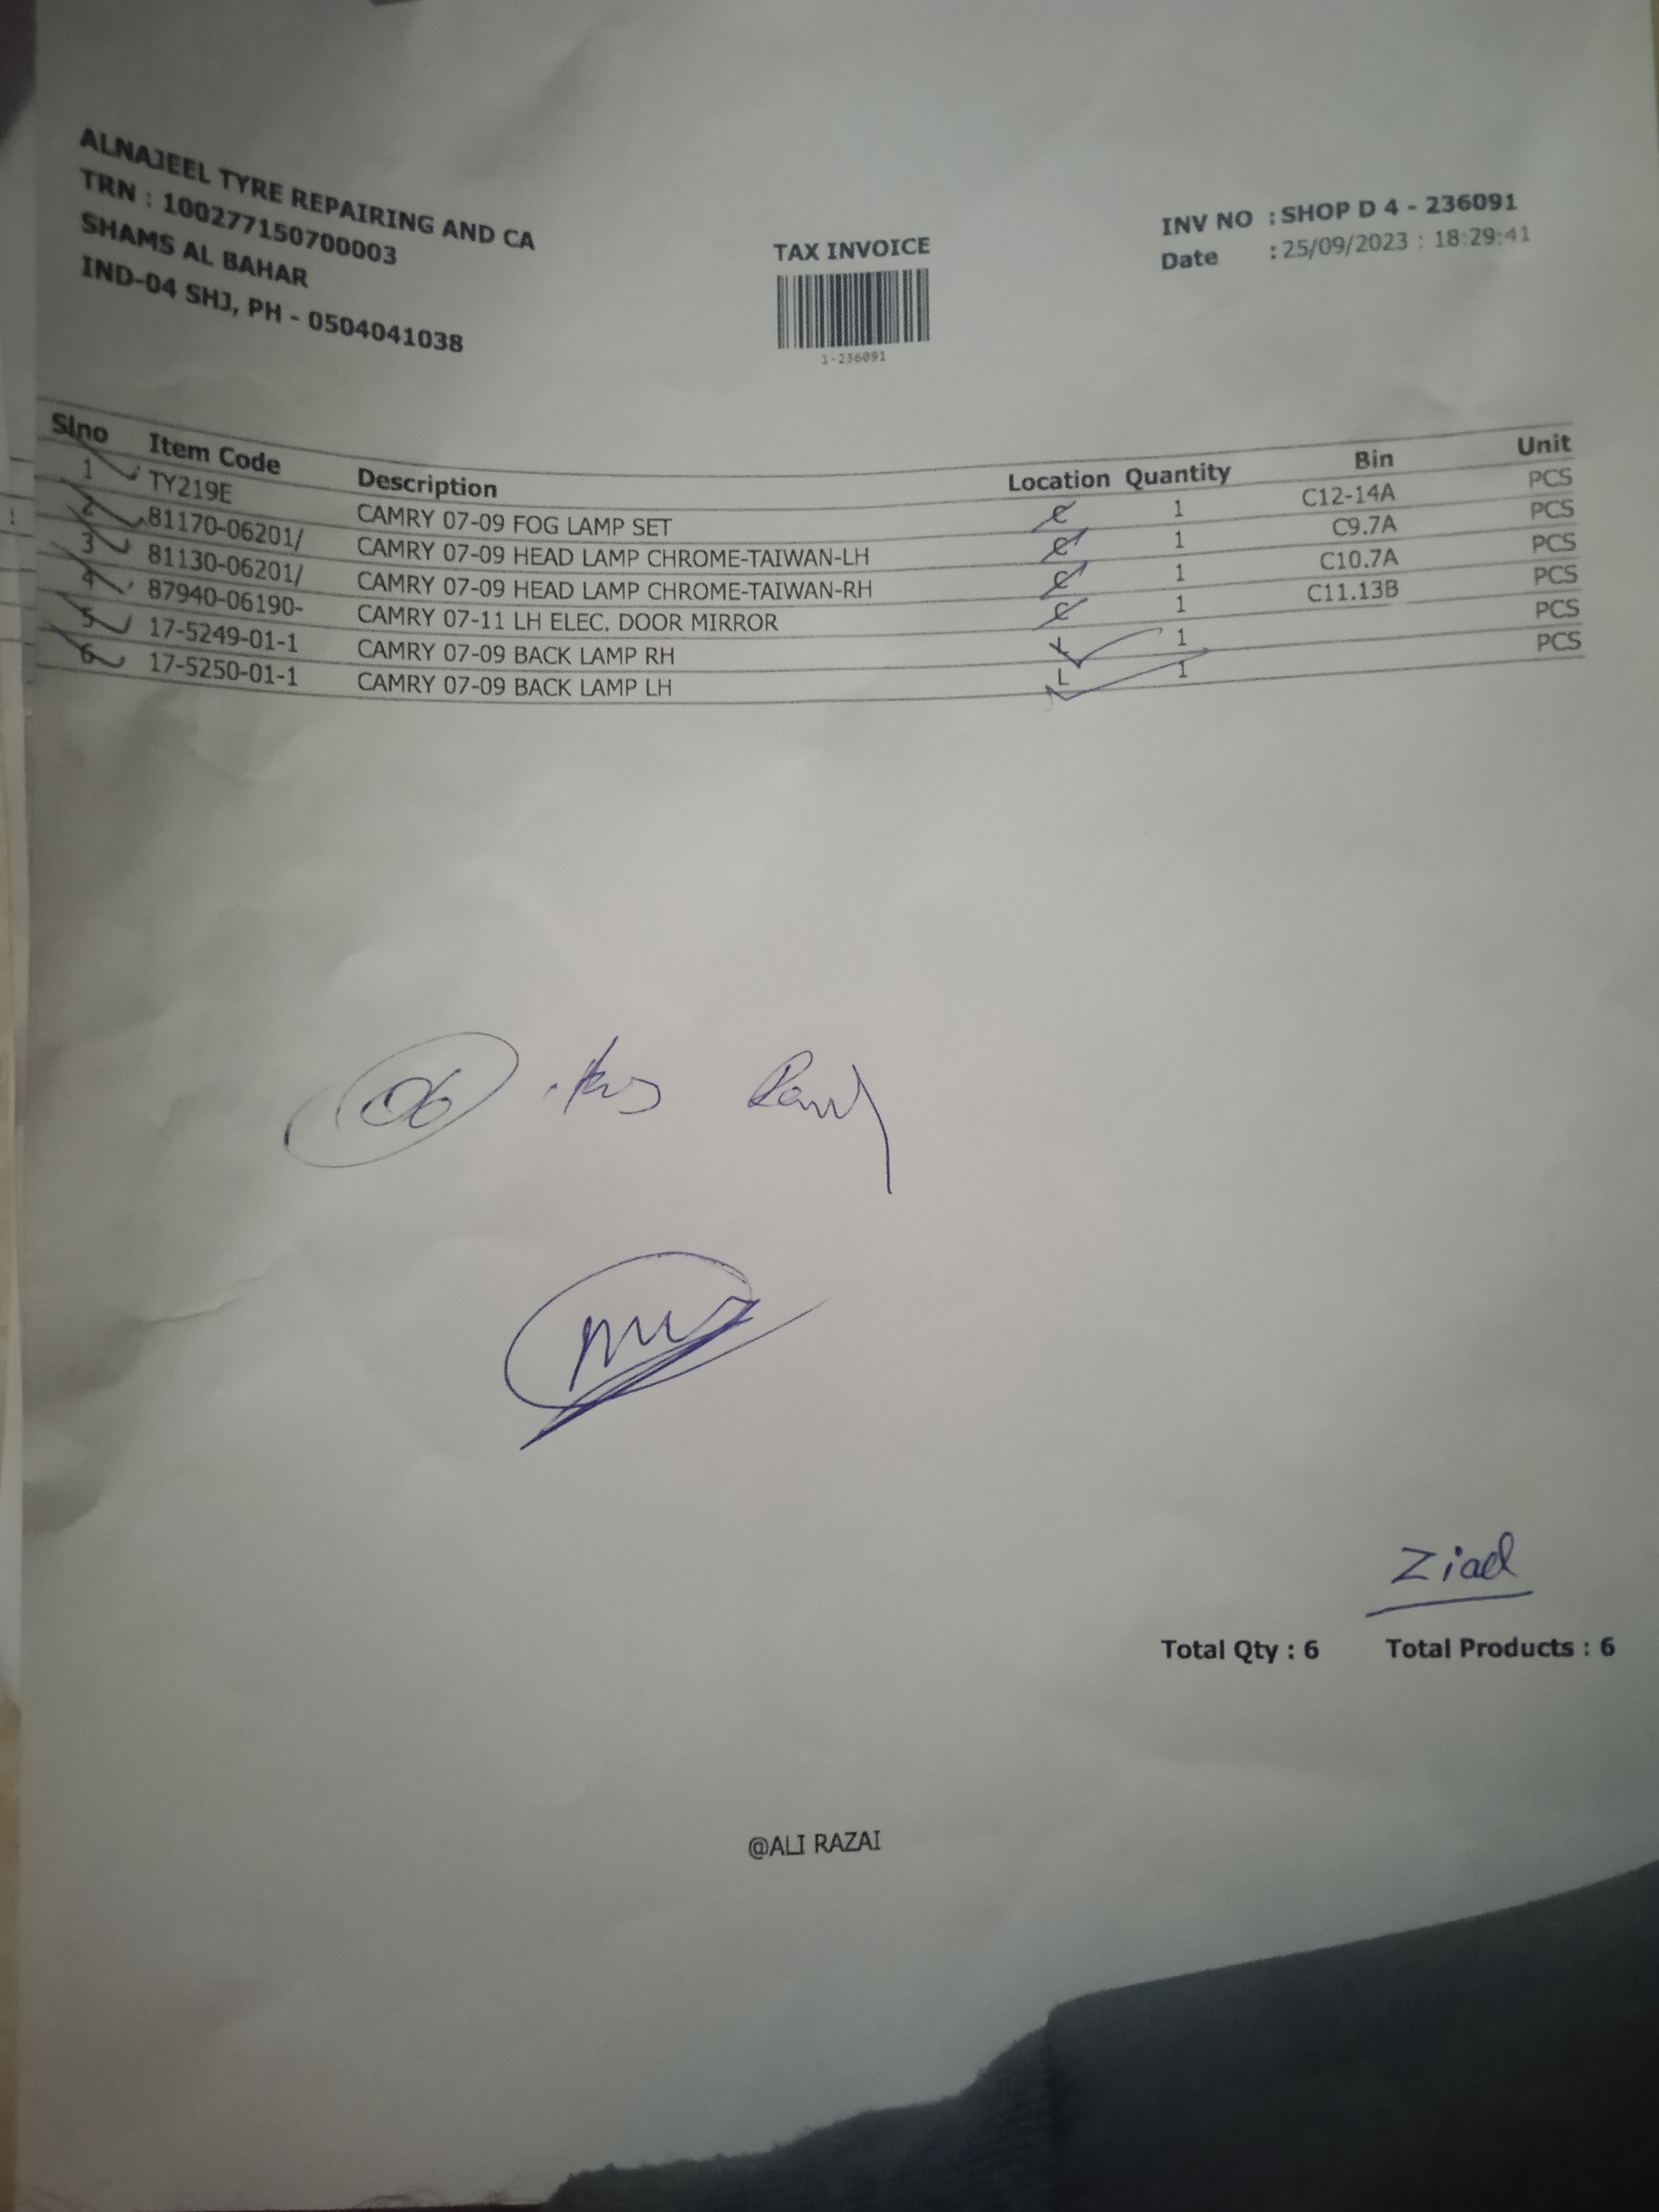 ALNAJEEL TYRE REPAIRING AND CA
TRN : 100277150700003
SHAMS AL BAHAR
IND-04 SHJ, PH - 0504041038
TAX INVOICE
1-236091
INV NO : SHOP D 4 - 236091
Date : 25/09/2023 : 18:29:41
Slno Item Code Description Location Quantity Bin Unit
1 TY219E CAMRY 07-09 FOG LAMP SET C 1 C12-14A PCS
2 81170-06201/ CAMRY 07-09 HEAD LAMP CHROME-TAIWAN-LH C 1 C9.7A PCS
3 81130-06201/ CAMRY 07-09 HEAD LAMP CHROME-TAIWAN-RH C 1 C10.7A PCS
4 87940-06190- CAMRY 07-11 LH ELEC. DOOR MIRROR C 1 C11.13B PCS
5 17-5249-01-1 CAMRY 07-09 BACK LAMP RH 1 PCS
6 17-5250-01-1 CAMRY 07-09 BACK LAMP LH L 1 PCS
06
Ziad
Total Qty : 6 Total Products : 6
@ALI RAZAI